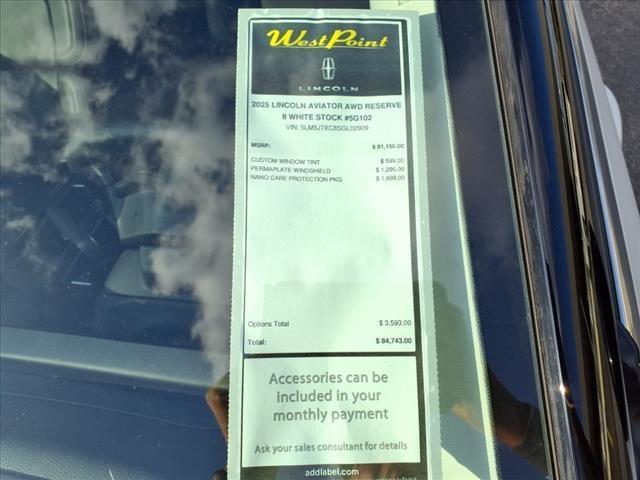 West Point
LINCOLN
2025 LINCOLN AVIATOR AWD RESERVE
II WHITE STOCK #5G102
VIN: 5LM5J7XC8SGL02909
MSRP: $ 81,150.00
CUSTOM WINDOW TINT $ 599.00
PERMAPLATE WINDSHIELD $ 1,295.00
NANO CARE PROTECTION PKG $ 1,699.00
Options Total $ 3,593.00
Total: $ 84,743.00
Accessories can be
included in your
monthly payment
Ask your sales consultant for details
addlabel.com